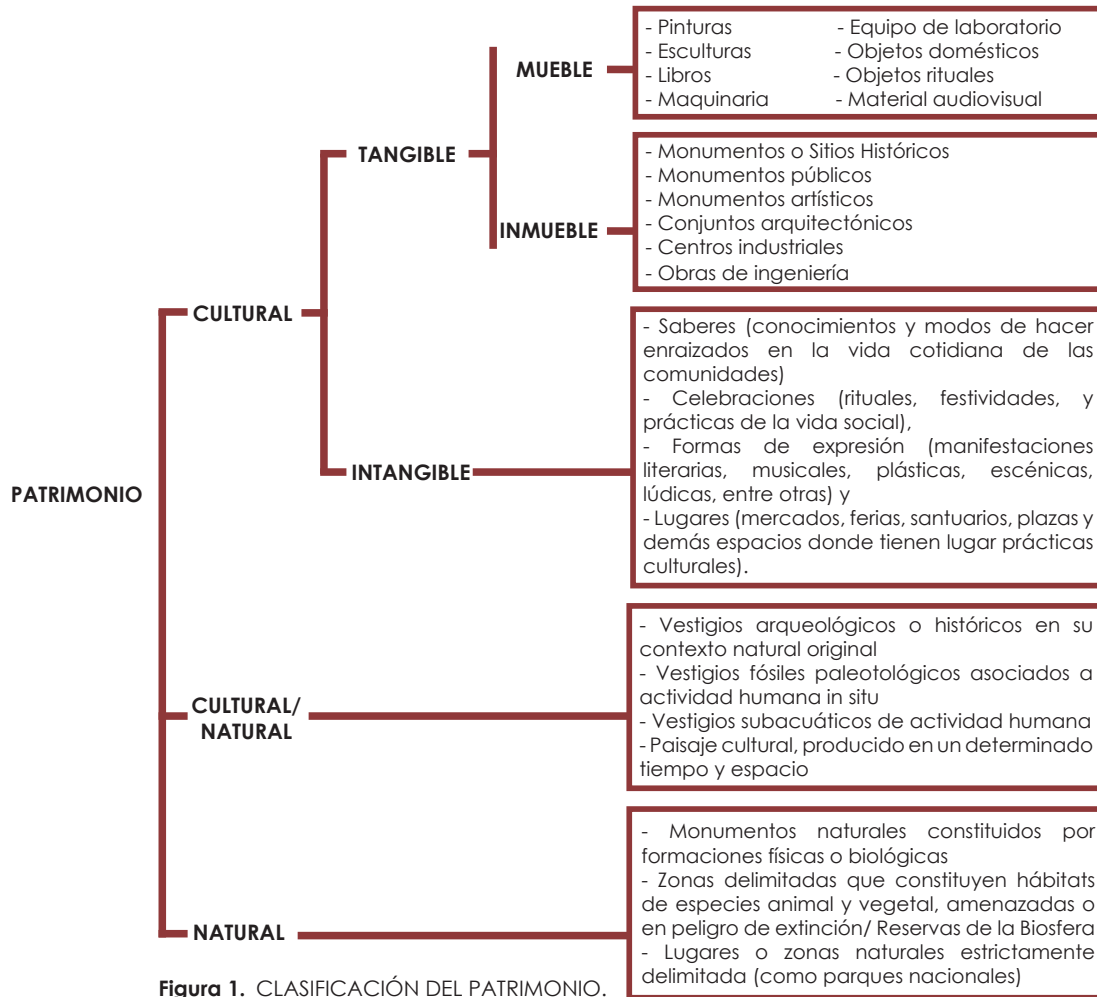 - Pinturas - Equipo de laboratorio
- Esculturas - Objetos domésticos
MUEBLE
- Libros - Objetos rituales
- Maquinaria - Material audiovisual
TANGIBLE
- Monumentos o Sitios Históricos
- Monumentos públicos
- Monumentos artísticos
INMUEBLE
- Conjuntos arquitectónicos
- Centros industriales
- Obras de ingeniería
CULTURAL
- Saberes (conocimientos y modos de hacer
enraizados en la vida cotidiana de las
comunidades)
- Celebraciones (rituales, festividades, y
prácticas de la vida social),
- Formas de expresión (manifestaciones
literarias, musicales, plásticas, escénicas,
lúdicas, entre otras) y
- Lugares (mercados, ferias, santuarios, plazas y
demás espacios donde tienen lugar prácticas
culturales).
INTANGIBLE
PATRIMONIO
- Vestigios arqueológicos o históricos en su
contexto natural original
- Vestigios fósiles paleotológicos asociados a
actividad humana in situ
- Vestigios subacuáticos de actividad humana
- Paisaje cultural, producido en un determinado
tiempo y espacio
CULTURAL/
NATURAL
- Monumentos naturales constituidos por
formaciones físicas o biológicas
- Zonas delimitadas que constituyen hábitats
de especies animal y vegetal, amenazadas o
en peligro de extinción/ Reservas de la Biosfera
- Lugares o zonas naturales estrictamente
delimitada (como parques nacionales)
NATURAL
Figura 1. CLASIFICACIÓN DEL PATRIMONIO.